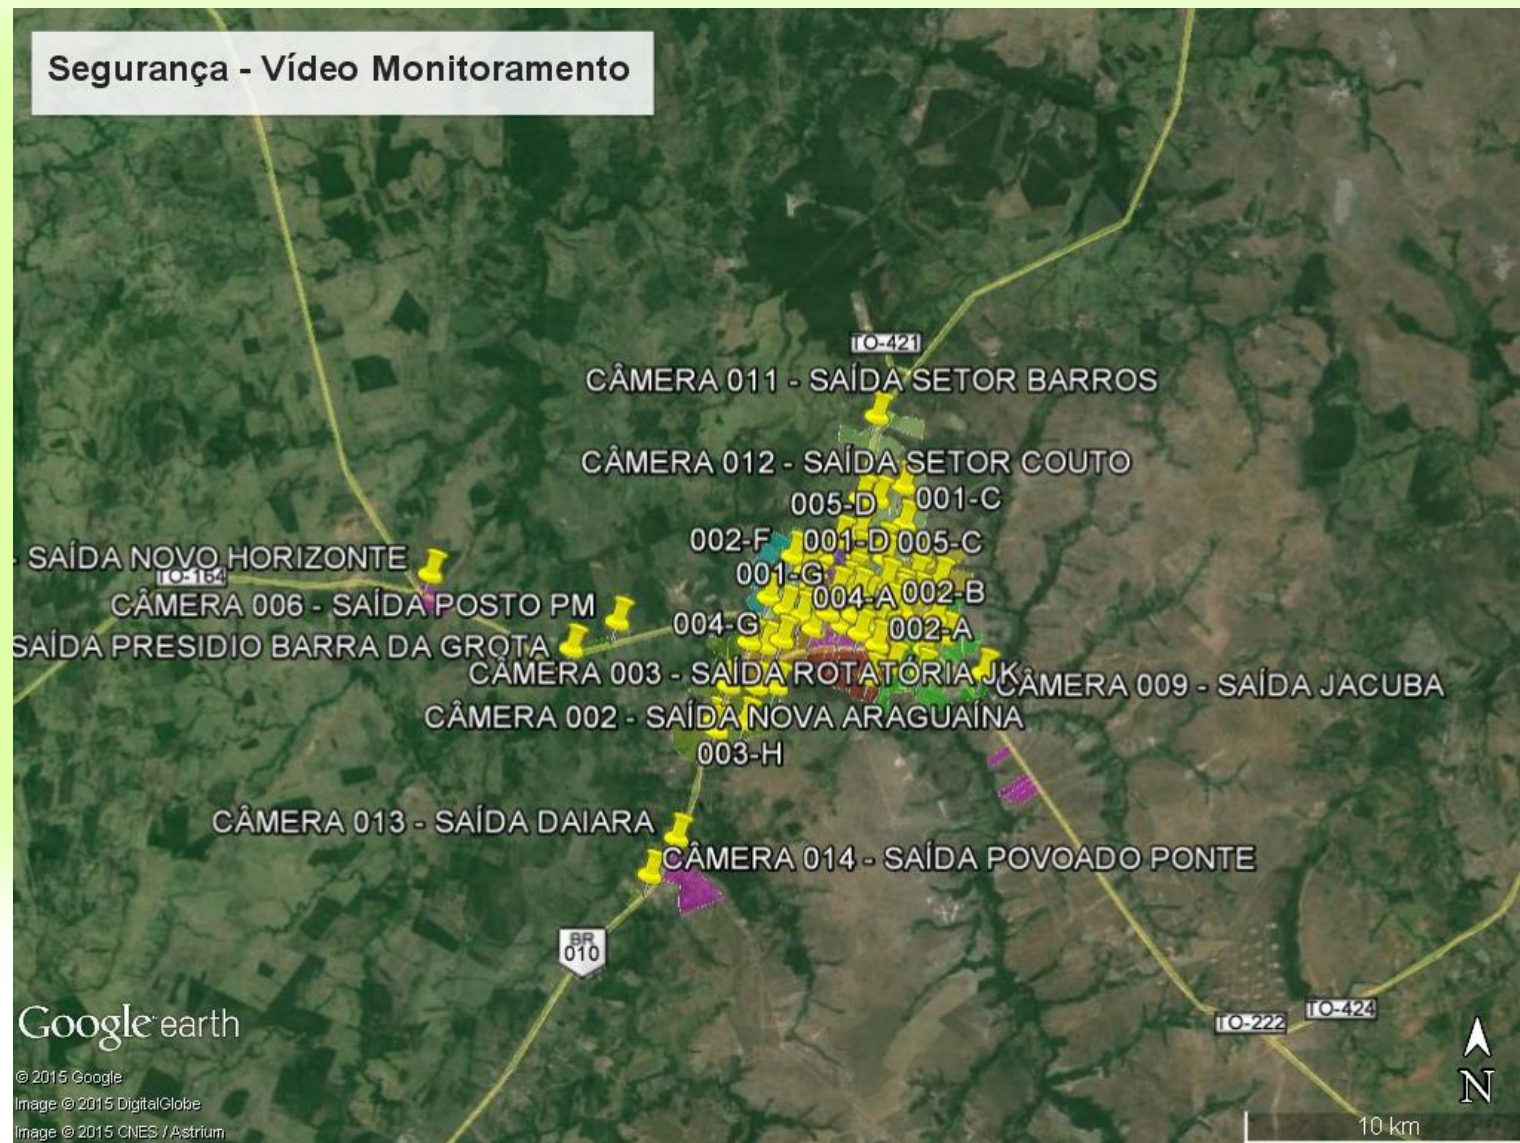 Segurança - Vídeo Monitoramento
TO-421
CÂMERA 011 - SAÍDA SETOR BARROS
CÂMERA 012 - SAÍDA SETOR COUTO
005-D
001-C
002-F
001-D
005-C
- SAÍDA NOVO HORIZONTE
TO-164
001-G
004-A
002-B
CÂMERA 006 - SAÍDA POSTO PM
004-G
002-A
SAÍDA PRESIDIO BARRA DA GROTA
CÂMERA 003 - SAÍDA ROTATÓRIA JK
CÂMERA 009 - SAÍDA JACUBA
CÂMERA 002 - SAÍDA NOVA ARAGUAÍNA
003-H
CÂMERA 013 - SAÍDA DAIARA
CÂMERA 014 - SAÍDA POVOADO PONTE
BR
010
TO-424
TO-222
Google earth
© 2015 Google
Image © 2015 DigitalGlobe
Image © 2015 CNES / Astrium
N
10 km